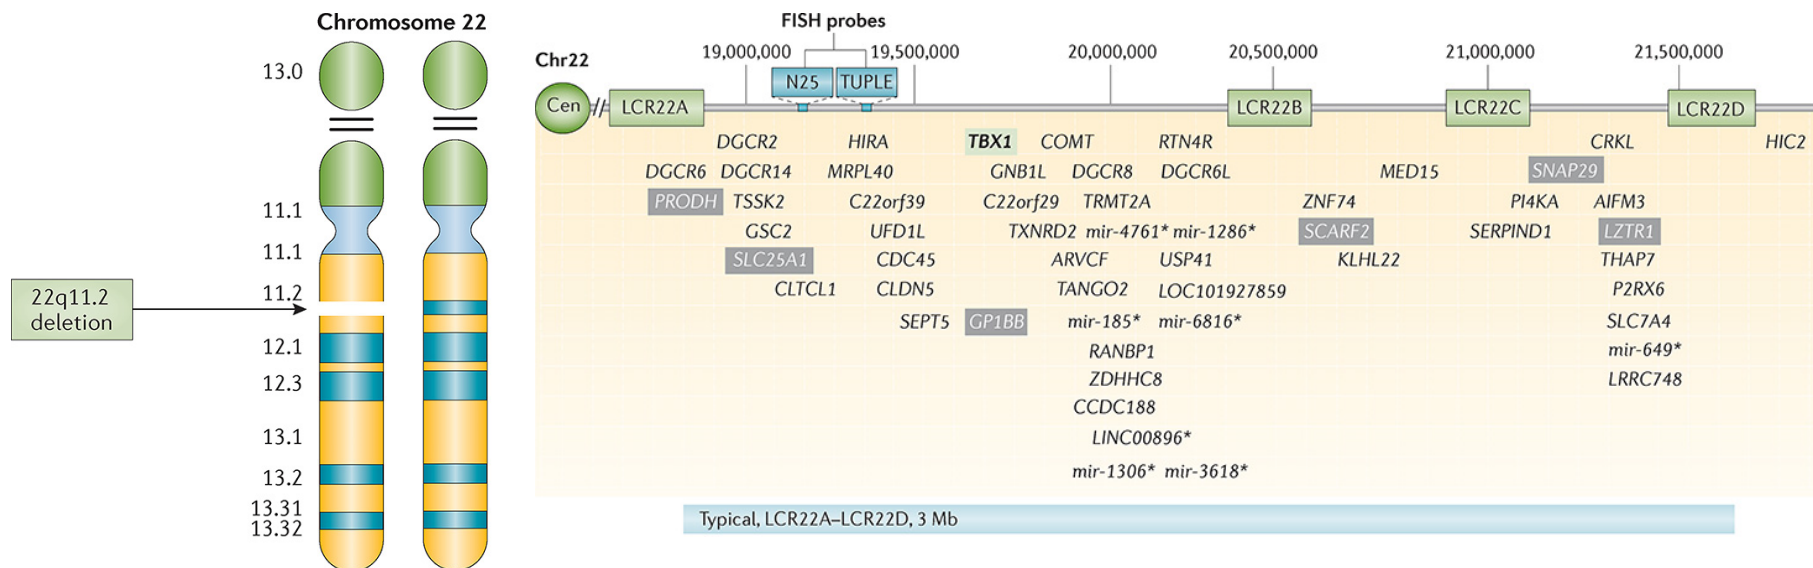 Chromosome 22
13.0
11.1
11.1
11.2
12.1
12.3
13.1
13.2
13.31
13.32
22q11.2
deletion
FISH probes
Chr22
19,000,000
19,500,000
20,000,000
20,500,000
21,000,000
21,500,000
N25
TUPLE
Cen
//
LCR22A
LCR22B
LCR22C
LCR22D
DGCR2 HIRA TBX1 COMT RTN4R CRKL HIC2
DGCR6 DGCR14 MRPL40 GNB1L DGCR8 DGCR6L MED15 SNAP29
PRODH TSSK2 C22orf39 C22orf29 TRMT2A ZNF74 PI4KA AIFM3
GSC2 UFD1L TXNRD2 mir-4761* mir-1286* SCARF2 SERPIND1 LZTR1
SLC25A1 CDC45 ARVCF USP41 KLHL22 THAP7
CLTCL1 CLDN5 TANGO2 LOC101927859 P2RX6
SEPT5 GP1BB mir-185* mir-6816* SLC7A4
RANBP1 mir-649*
ZDHHC8 LRRC748
CCDC188
LINC00896*
mir-1306* mir-3618*
Typical, LCR22A–LCR22D, 3 Mb